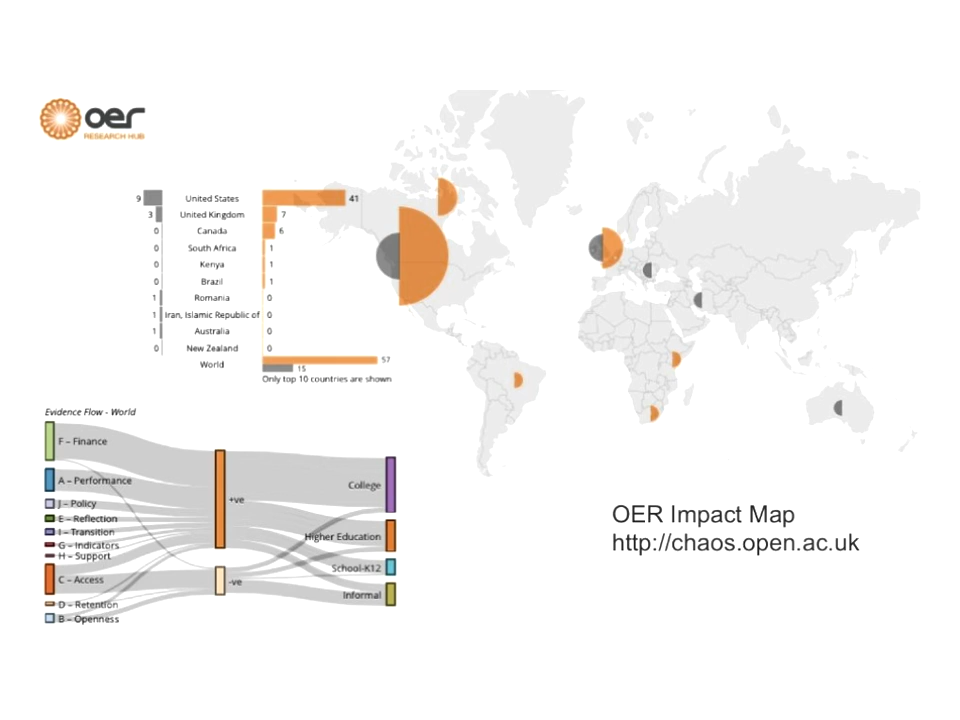 oer
RESEARCH HUB
9 United States 41
3 United Kingdom 7
0 Canada 6
0 South Africa 1
0 Kenya 1
0 Brazil 1
1 Romania 0
1 Iran, Islamic Republic of 0
1 Australia 0
0 New Zealand 0
World 57
15
Only top 10 countries are shown
Evidence Flow - World
F – Finance
A – Performance
J – Policy
E – Reflection
I – Transition
G – Indicators
H – Support
C – Access
D – Retention
B – Openness
+ve
-ve
College
Higher Education
School-K12
Informal
OER Impact Map
http://chaos.open.ac.uk